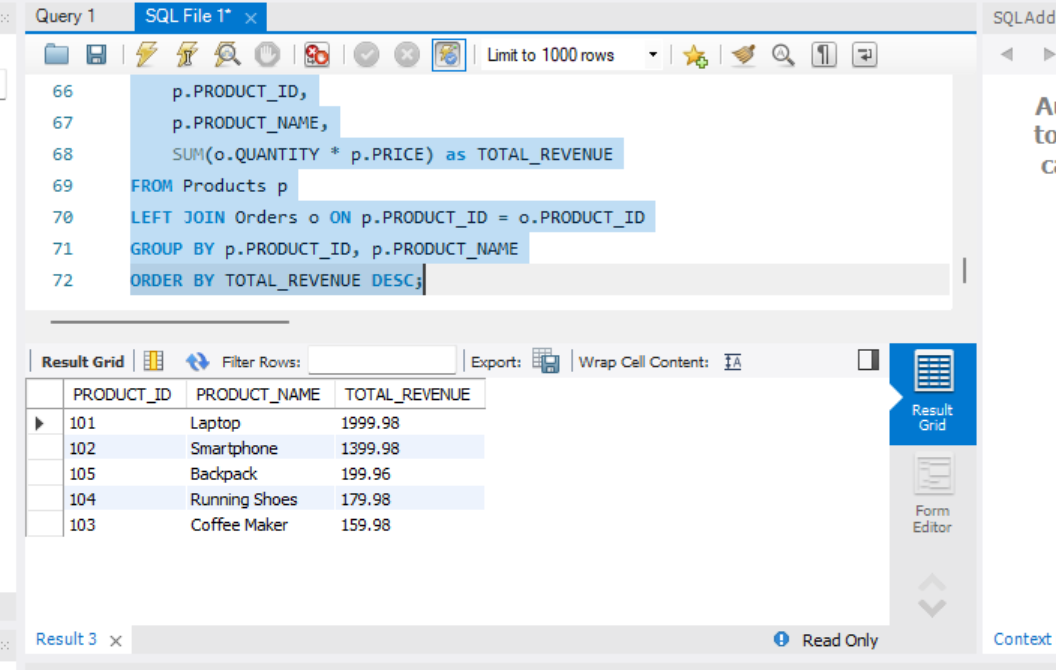 Query 1 SQL File 1* SQLAdd
Limit to 1000 rows
66 p.PRODUCT_ID,
67 p.PRODUCT_NAME,
68 SUM(o.QUANTITY * p.PRICE) as TOTAL_REVENUE
69 FROM Products p
70 LEFT JOIN Orders o ON p.PRODUCT_ID = o.PRODUCT_ID
71 GROUP BY p.PRODUCT_ID, p.PRODUCT_NAME
72 ORDER BY TOTAL_REVENUE DESC;
Result Grid Filter Rows: Export: Wrap Cell Content:
PRODUCT_ID PRODUCT_NAME TOTAL_REVENUE
101 Laptop 1999.98
102 Smartphone 1399.98
105 Backpack 199.96
104 Running Shoes 179.98
103 Coffee Maker 159.98
Result
Grid
Form
Editor
Result 3 Read Only Context